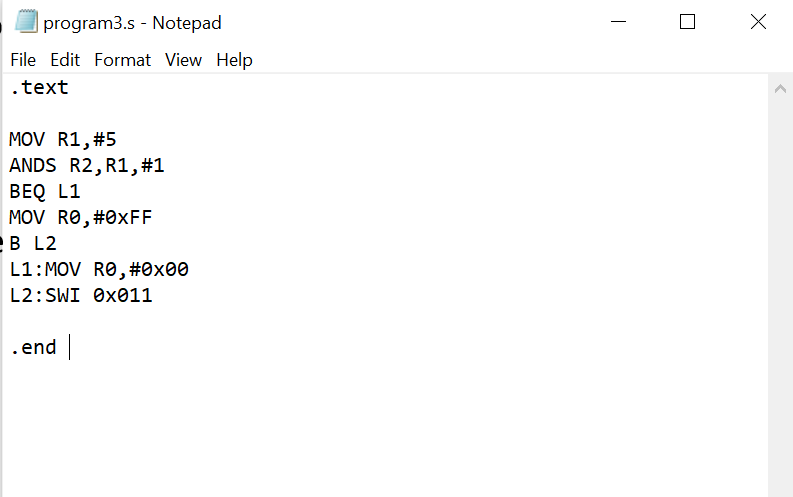 program3.s - Notepad
File Edit Format View Help
.text
MOV R1,#5
ANDS R2,R1,#1
BEQ L1
MOV R0,#0xFF
B L2
L1:MOV R0,#0x00
L2:SWI 0x011
.end